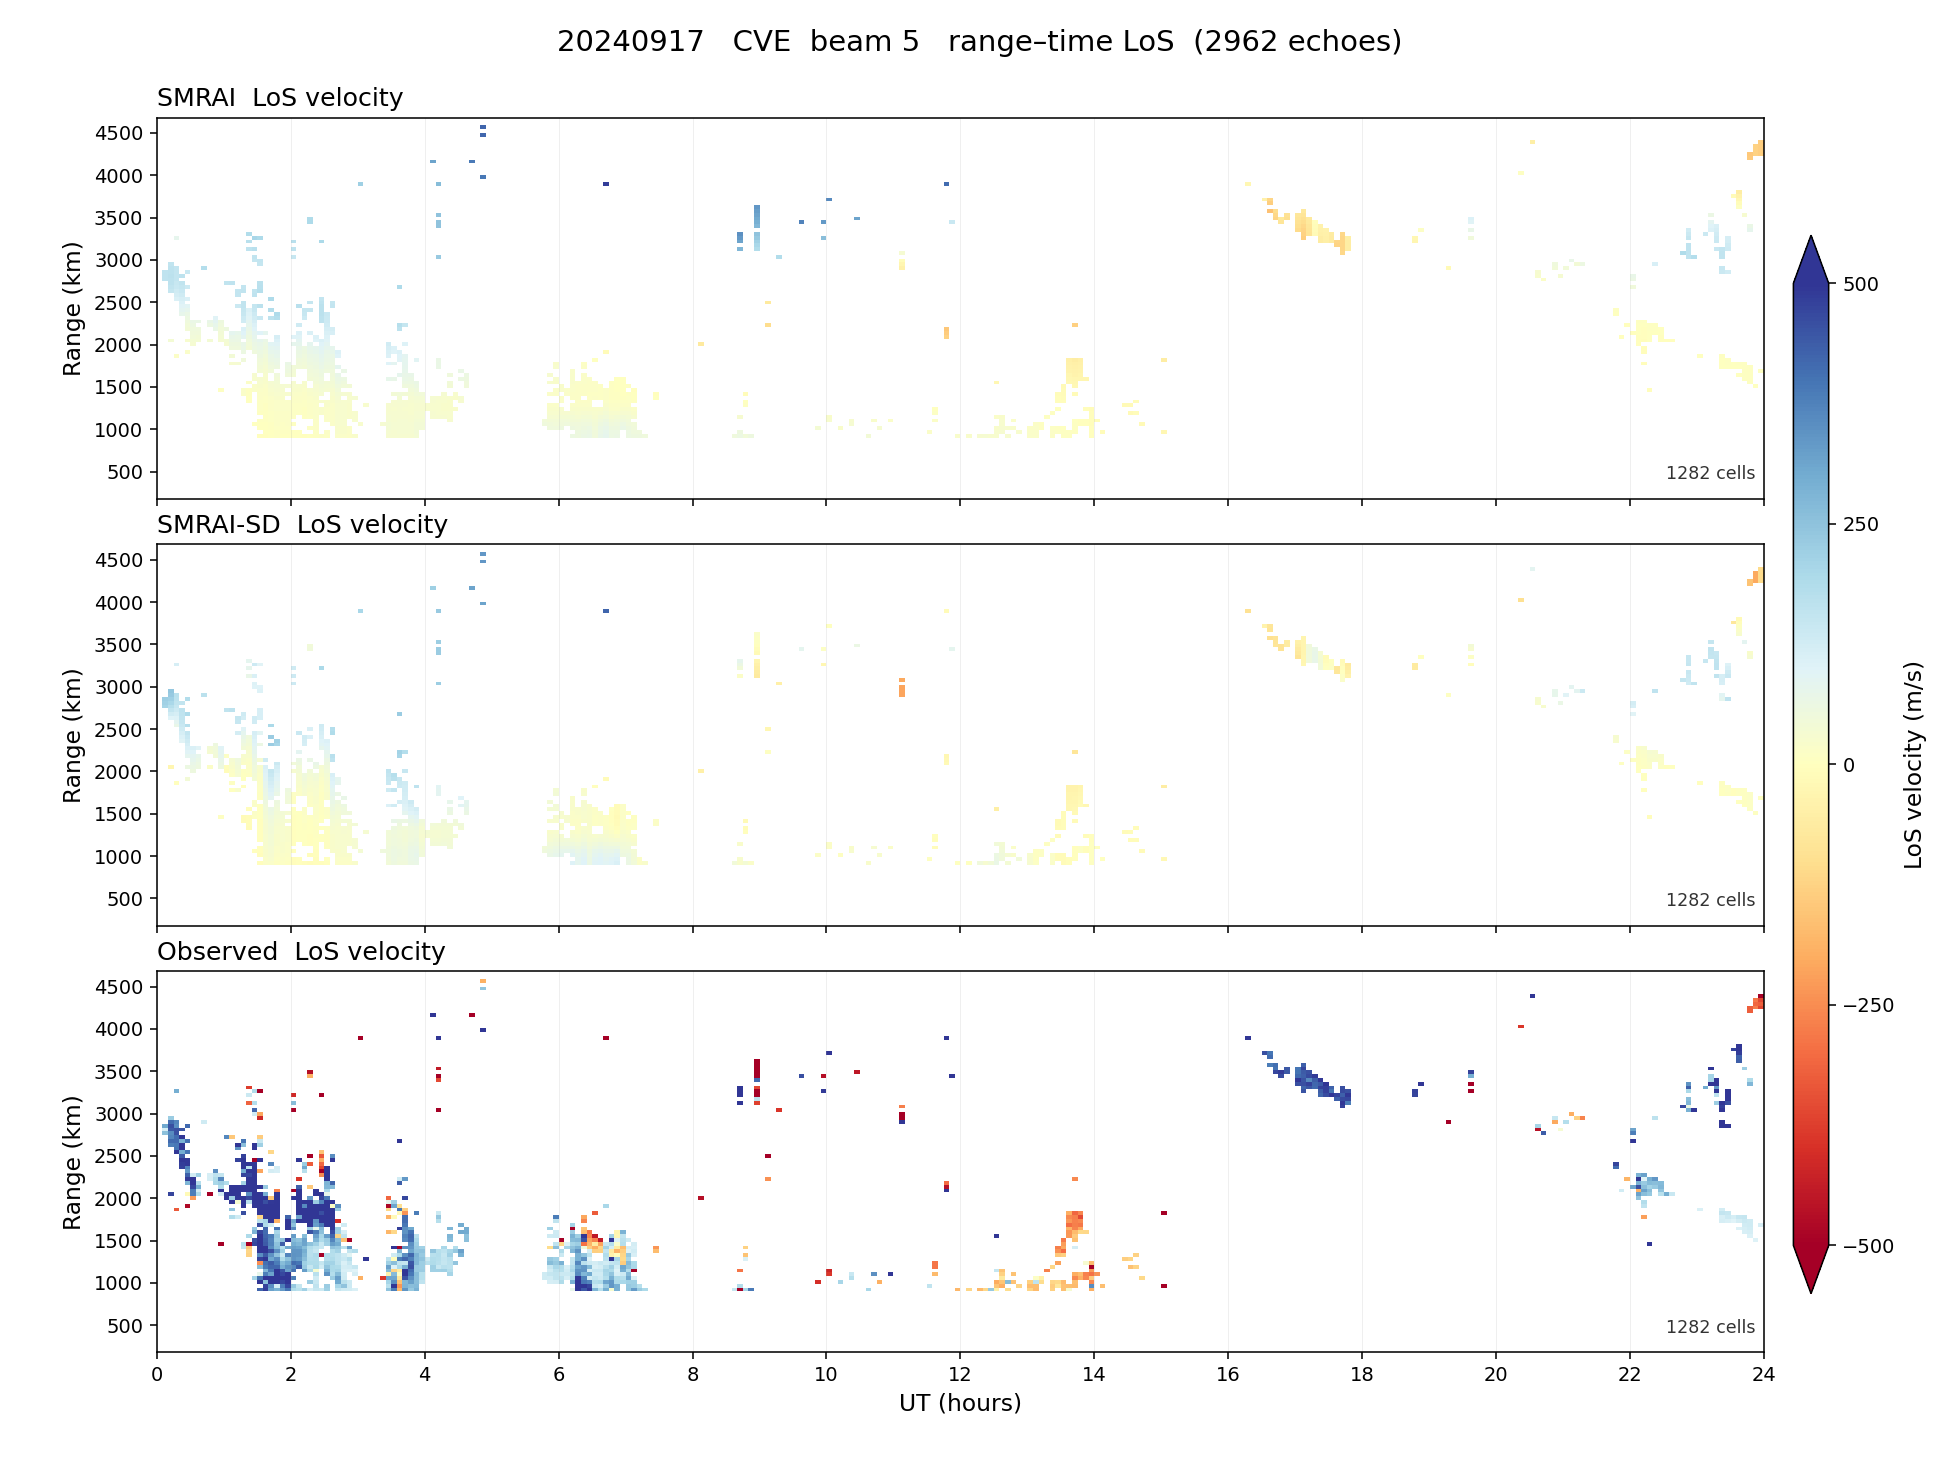 20240917   CVE  beam 5   range–time LoS  (2962 echoes)
SMRAI  LoS velocity
4500
4000
3500
3000
2500
2000
1500
1000
500
Range (km)
1282 cells
SMRAI-SD  LoS velocity
4500
4000
3500
3000
2500
2000
1500
1000
500
Range (km)
1282 cells
Observed  LoS velocity
4500
4000
3500
3000
2500
2000
1500
1000
500
Range (km)
1282 cells
0 2 4 6 8 10 12 14 16 18 20 22 24
UT (hours)
500
250
0
−250
−500
LoS velocity (m/s)